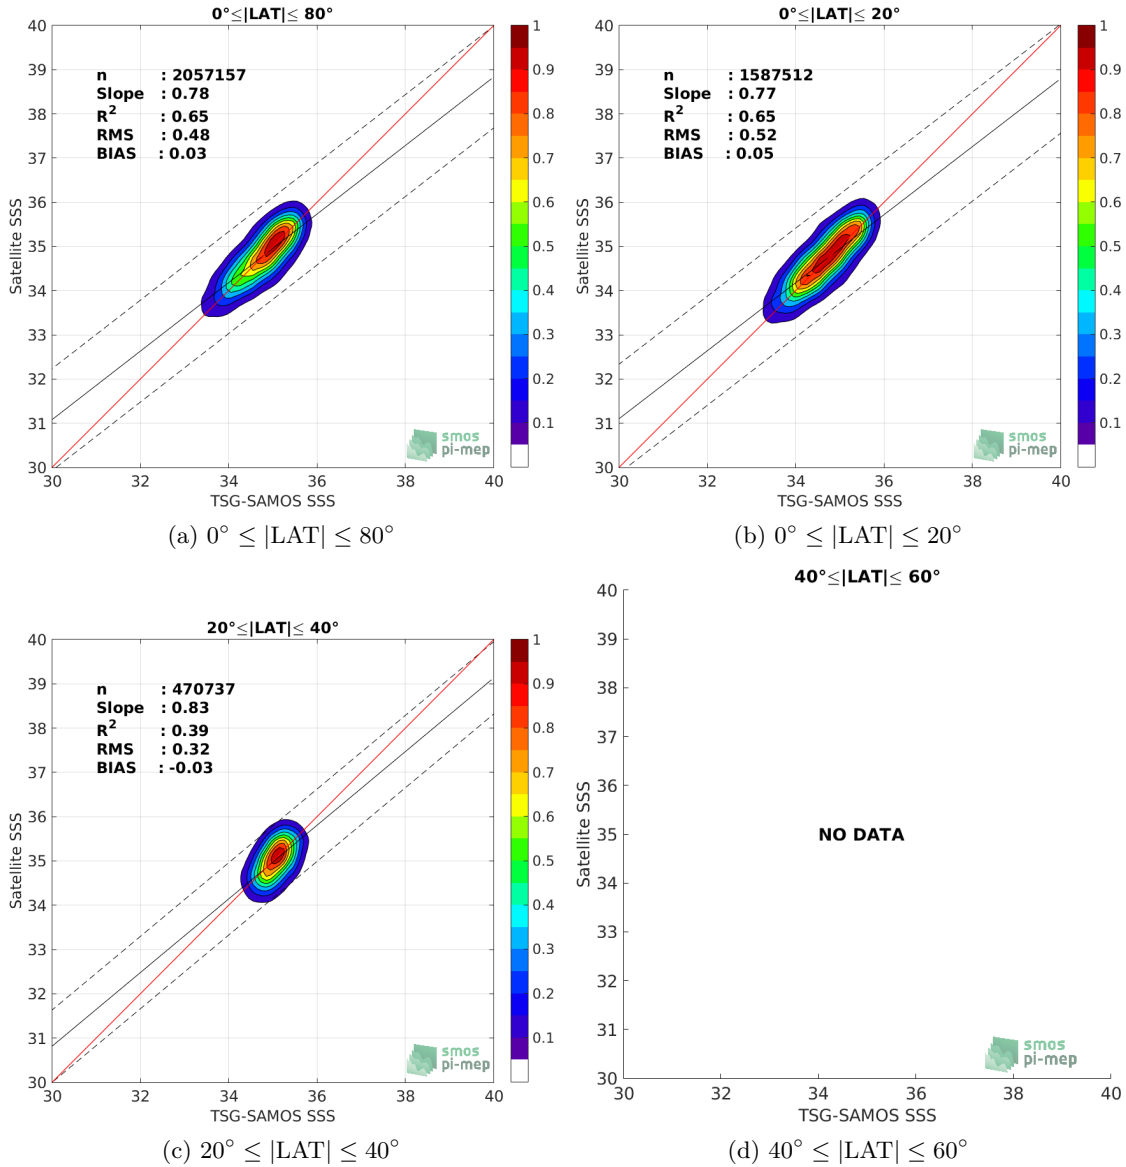 0°≤|LAT|≤ 80°
40
39
38
37
36
35
34
33
32
31
30
Satellite SSS
n : 2057157
Slope : 0.78
R2 : 0.65
RMS : 0.48
BIAS : 0.03
1
0.9
0.8
0.7
0.6
0.5
0.4
0.3
0.2
0.1
smos
pi-mep
30 32 34 36 38 40
TSG-SAMOS SSS
(a) 0° ≤ |LAT| ≤ 80°
0°≤|LAT|≤ 20°
40
39
38
37
36
35
34
33
32
31
30
Satellite SSS
n : 1587512
Slope : 0.77
R2 : 0.65
RMS : 0.52
BIAS : 0.05
1
0.9
0.8
0.7
0.6
0.5
0.4
0.3
0.2
0.1
smos
pi-mep
30 32 34 36 38 40
TSG-SAMOS SSS
(b) 0° ≤ |LAT| ≤ 20°
20°≤|LAT|≤ 40°
40
39
38
37
36
35
34
33
32
31
30
Satellite SSS
n : 470737
Slope : 0.83
R2 : 0.39
RMS : 0.32
BIAS : -0.03
1
0.9
0.8
0.7
0.6
0.5
0.4
0.3
0.2
0.1
smos
pi-mep
30 32 34 36 38 40
TSG-SAMOS SSS
(c) 20° ≤ |LAT| ≤ 40°
40°≤|LAT|≤ 60°
40
39
38
37
36
35
34
33
32
31
30
Satellite SSS
NO DATA
smos
pi-mep
30 32 34 36 38 40
TSG-SAMOS SSS
(d) 40° ≤ |LAT| ≤ 60°